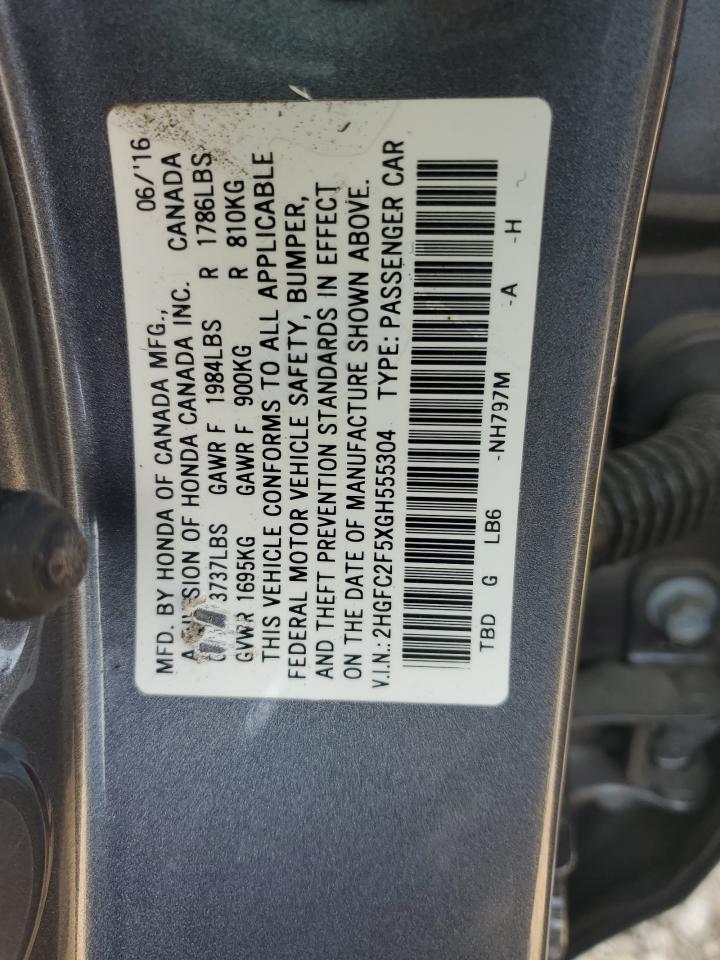 MFD. BY HONDA OF CANADA MFG., 06/'16
A DIVISION OF HONDA CANADA INC. CANADA
3737LBS GAWR F 1984LBS R 1786LBS
GVWR 1695KG GAWR F 900KG R 810KG
THIS VEHICLE CONFORMS TO ALL APPLICABLE
FEDERAL MOTOR VEHICLE SAFETY, BUMPER,
AND THEFT PREVENTION STANDARDS IN EFFECT
ON THE DATE OF MANUFACTURE SHOWN ABOVE.
V.I.N.: 2HGFC2F5XGH555304 TYPE: PASSENGER CAR
TBD G LB6 -NH797M -A -H